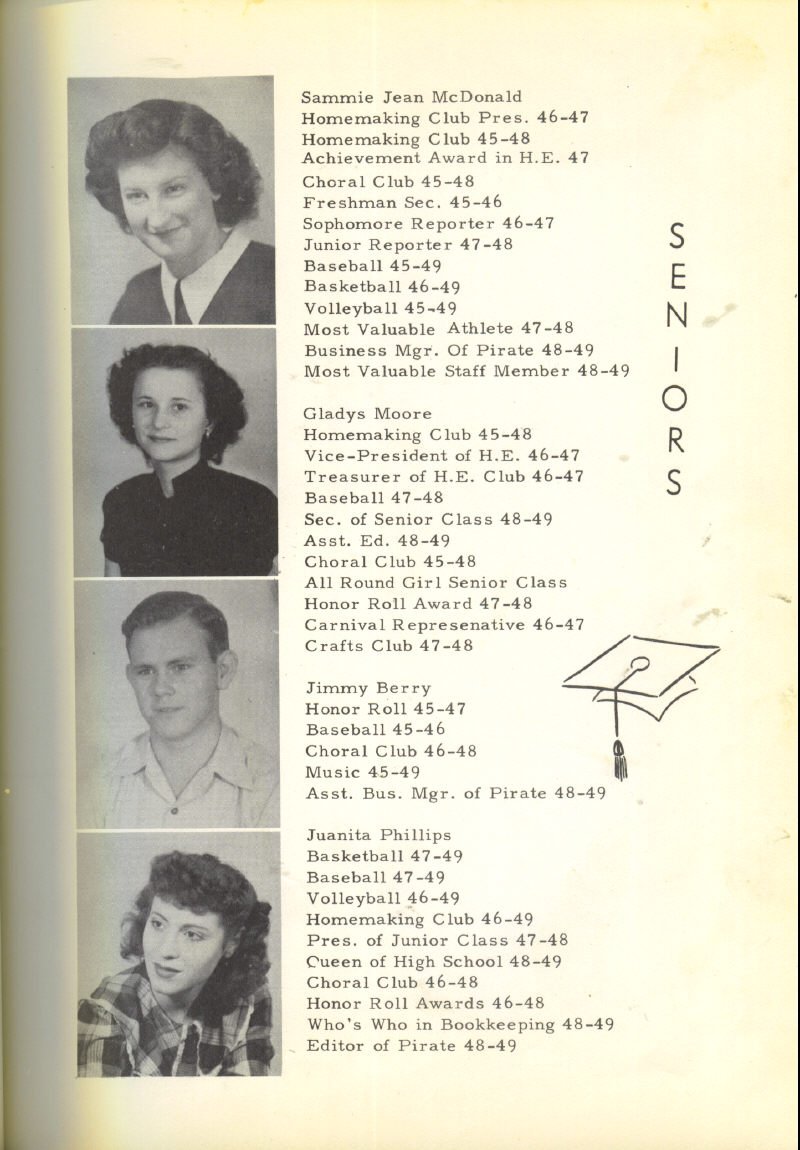 Sammie Jean McDonald
Homemaking Club Pres. 46-47
Homemaking Club 45-48
Achievement Award in H.E. 47
Choral Club 45-48
Freshman Sec. 45-46
Sophomore Reporter 46-47
Junior Reporter 47-48
Baseball 45-49
Basketball 46-49
Volleyball 45-49
Most Valuable Athlete 47-48
Business Mgr. Of Pirate 48-49
Most Valuable Staff Member 48-49
Gladys Moore
Homemaking Club 45-48
Vice-President of H.E. 46-47
Treasurer of H.E. Club 46-47
Baseball 47-48
Sec. of Senior Class 48-49
Asst. Ed. 48-49
Choral Club 45-48
All Round Girl Senior Class
Honor Roll Award 47-48
Carnival Represenative 46-47
Crafts Club 47-48
Jimmy Berry
Honor Roll 45-47
Baseball 45-46
Choral Club 46-48
Music 45-49
Asst. Bus. Mgr. of Pirate 48-49
Juanita Phillips
Basketball 47-49
Baseball 47-49
Volleyball 46-49
Homemaking Club 46-49
Pres. of Junior Class 47-48
Queen of High School 48-49
Choral Club 46-48
Honor Roll Awards 46-48
Who's Who in Bookkeeping 48-49
Editor of Pirate 48-49
SENIORS